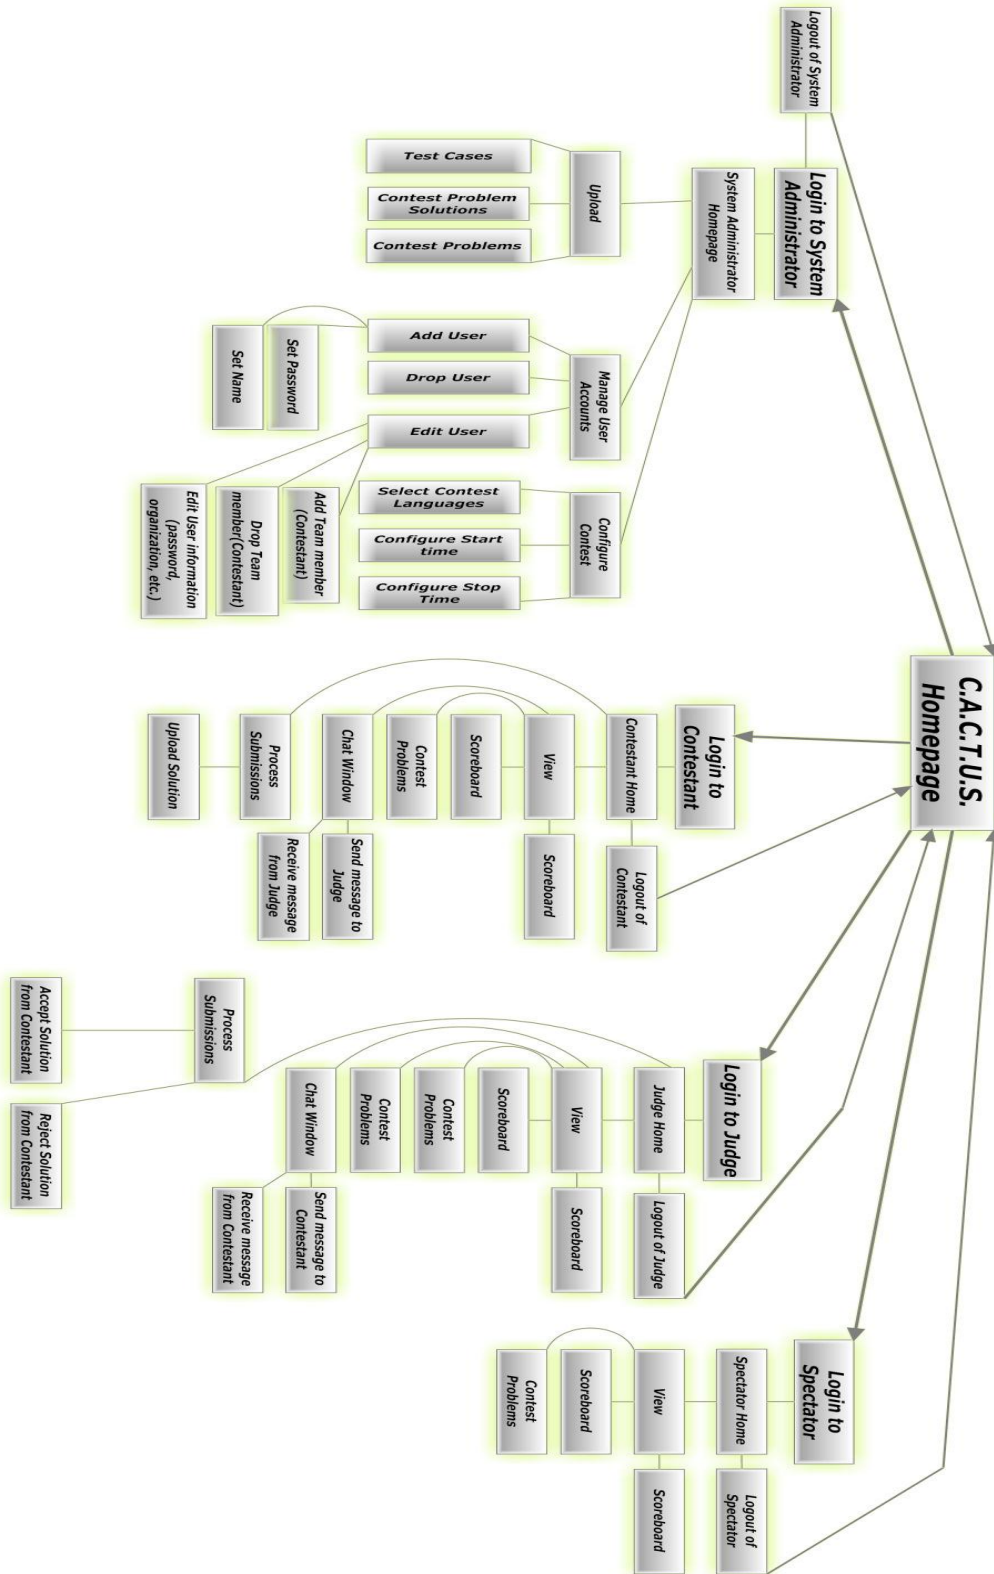 C.A.C.T.U.S.
Homepage
Logout of System
Administrator
Login to System
Administrator
System Administrator
Homepage
Upload
Test Cases
Contest Problem
Solutions
Contest Problems
Manage User
Accounts
Add User
Drop User
Edit User
Set Password
Set Name
Add Team member
(Contestant)
Drop Team
member(Contestant)
Edit User information
(password,
organization, etc.)
Configure
Contest
Select Contest
Languages
Configure Start
time
Configure Stop
Time
Login to
Contestant
Contestant Home
Logout of
Contestant
View
Scoreboard
Scoreboard
Contest
Problems
Chat Window
Send message to
Judge
Receive message
from Judge
Process
Submissions
Upload Solution
Login to Judge
Judge Home
Logout of Judge
View
Scoreboard
Scoreboard
Contest
Problems
Contest
Problems
Chat Window
Send message to
Contestant
Receive message
from Contestant
Process
Submissions
Accept Solution
from Contestant
Reject Solution
from Contestant
Login to
Spectator
Spectator Home
Logout of
Spectator
View
Scoreboard
Scoreboard
Contest
Problems